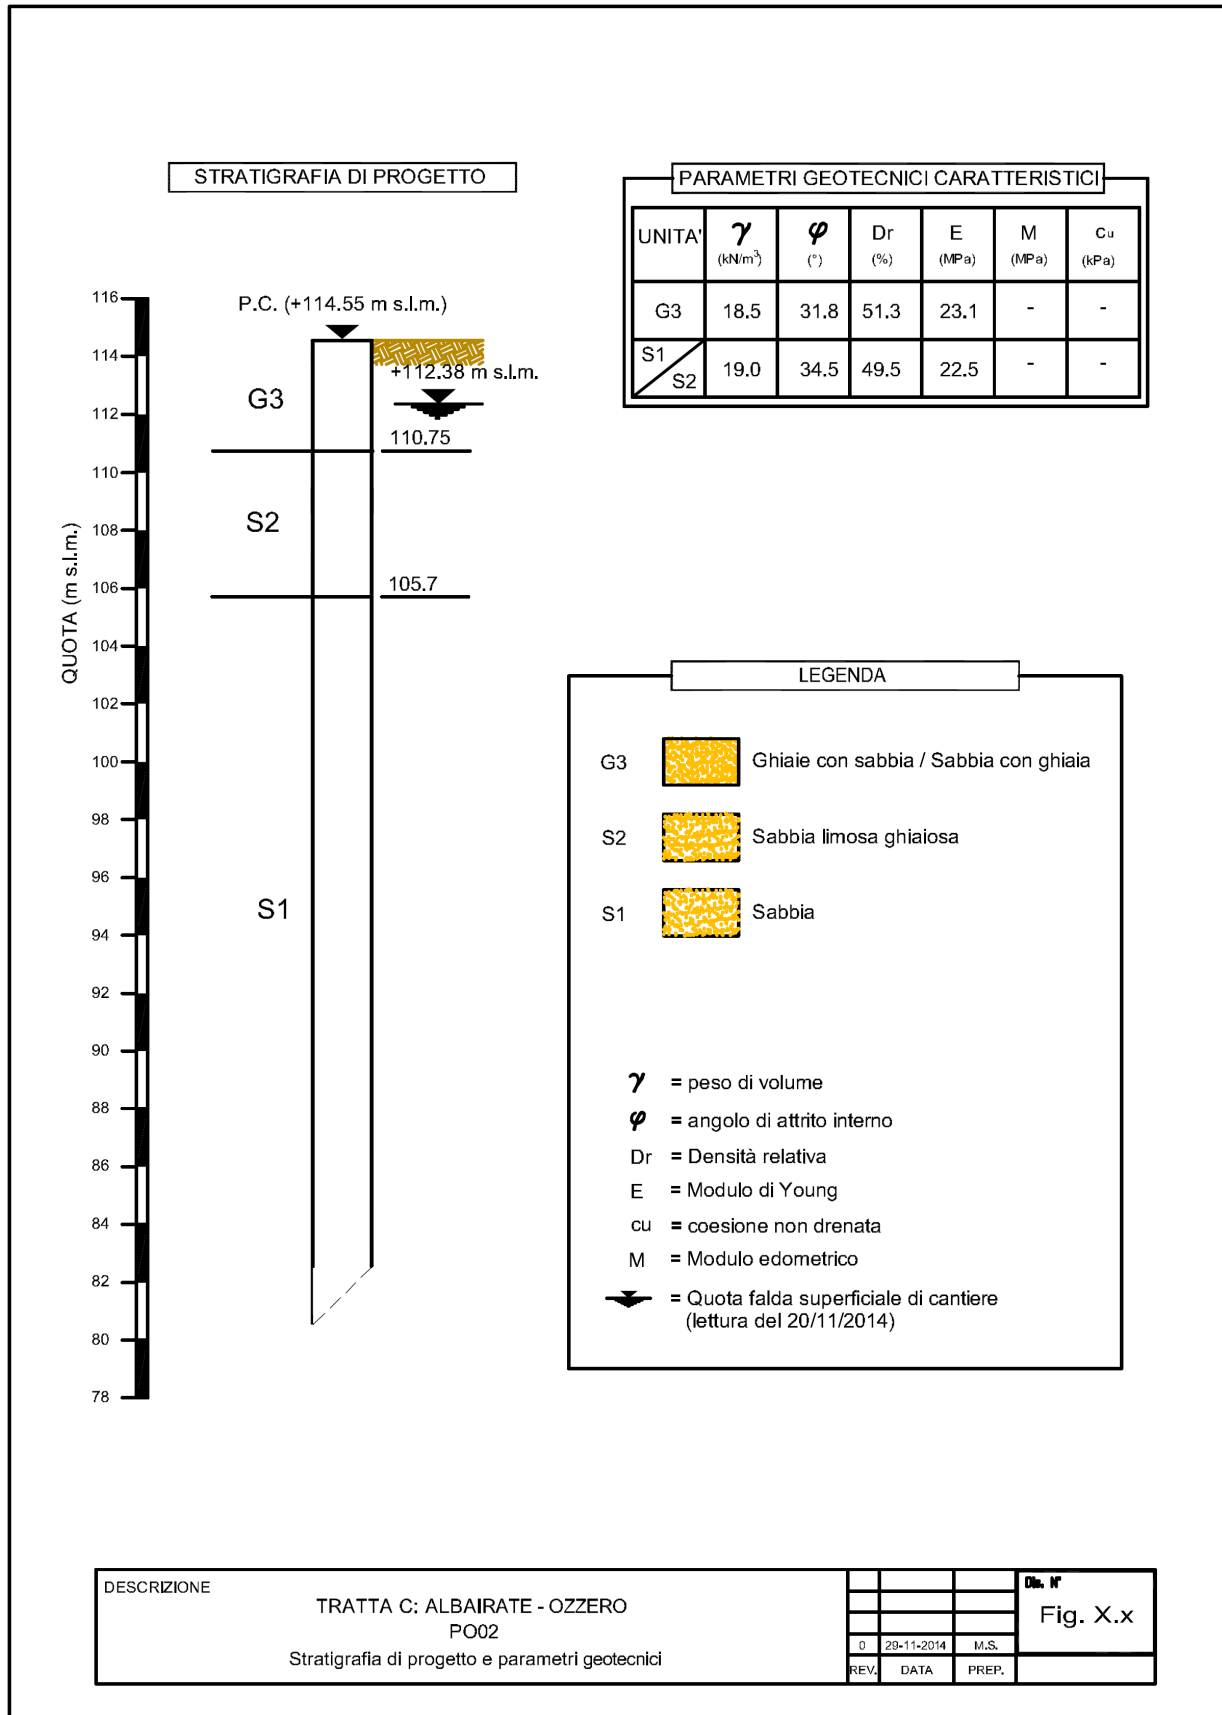 STRATIGRAFIA DI PROGETTO
PARAMETRI GEOTECNICI CARATTERISTICI
UNITA' γ (kN/m³) φ (°) Dr (%) E (MPa) M (MPa) Cu (kPa)
G3 18.5 31.8 51.3 23.1 - -
S1 / S2 19.0 34.5 49.5 22.5 - -
QUOTA (m s.l.m.)
116
114
112
110
108
106
104
102
100
98
96
94
92
90
88
86
84
82
80
78
P.C. (+114.55 m s.l.m.)
+112.38 m s.l.m.
G3
110.75
S2
105.7
S1
LEGENDA
G3 Ghiaie con sabbia / Sabbia con ghiaia
S2 Sabbia limosa ghiaiosa
S1 Sabbia
γ = peso di volume
φ = angolo di attrito interno
Dr = Densità relativa
E = Modulo di Young
cu = coesione non drenata
M = Modulo edometrico
= Quota falda superficiale di cantiere
(lettura del 20/11/2014)
DESCRIZIONE
TRATTA C: ALBAIRATE - OZZERO
PO02
Stratigrafia di progetto e parametri geotecnici
0 29-11-2014 M.S.
REV. DATA PREP.
Dis. N°
Fig. X.x